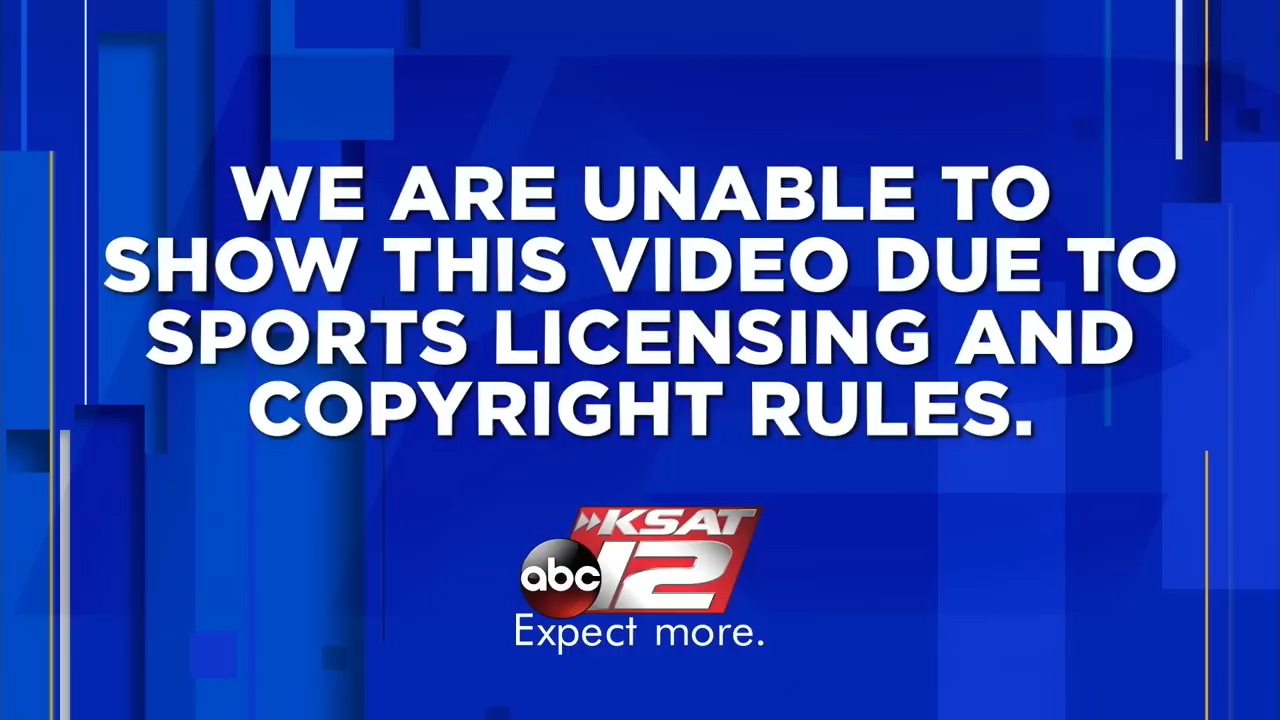 WE ARE UNABLE TO
SHOW THIS VIDEO DUE TO
SPORTS LICENSING AND
COPYRIGHT RULES.
KSAT
abc 12
Expect more.